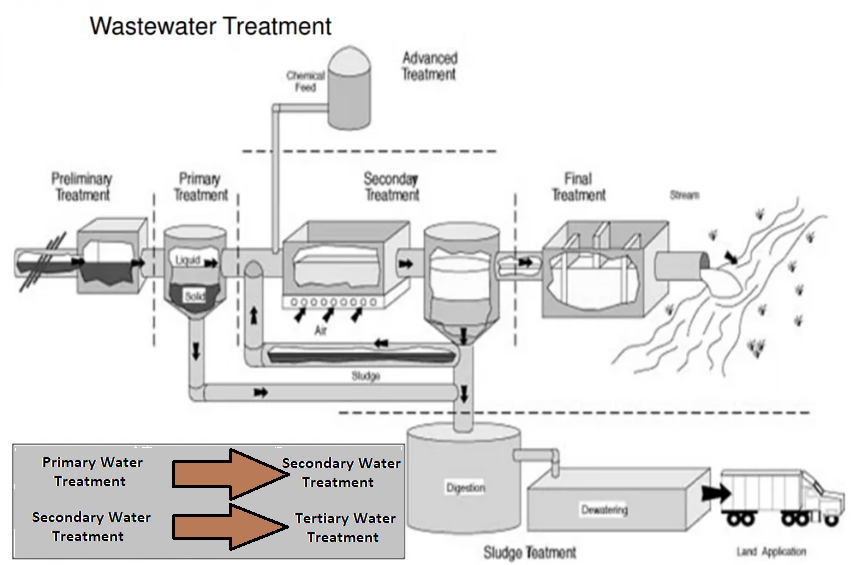 Wastewater Treatment
Advanced
Treatment
Chemical
Feed
Preliminary
Treatment
Primary
Treatment
Seconday
Treatment
Final
Treatment
Stream
Liquid
Solid
Air
Sludge
Primary Water
Treatment
Secondary Water
Treatment
Secondary Water
Treatment
Tertiary Water
Treatment
Digestion
Dewatering
Sludge Teatment
Land Application